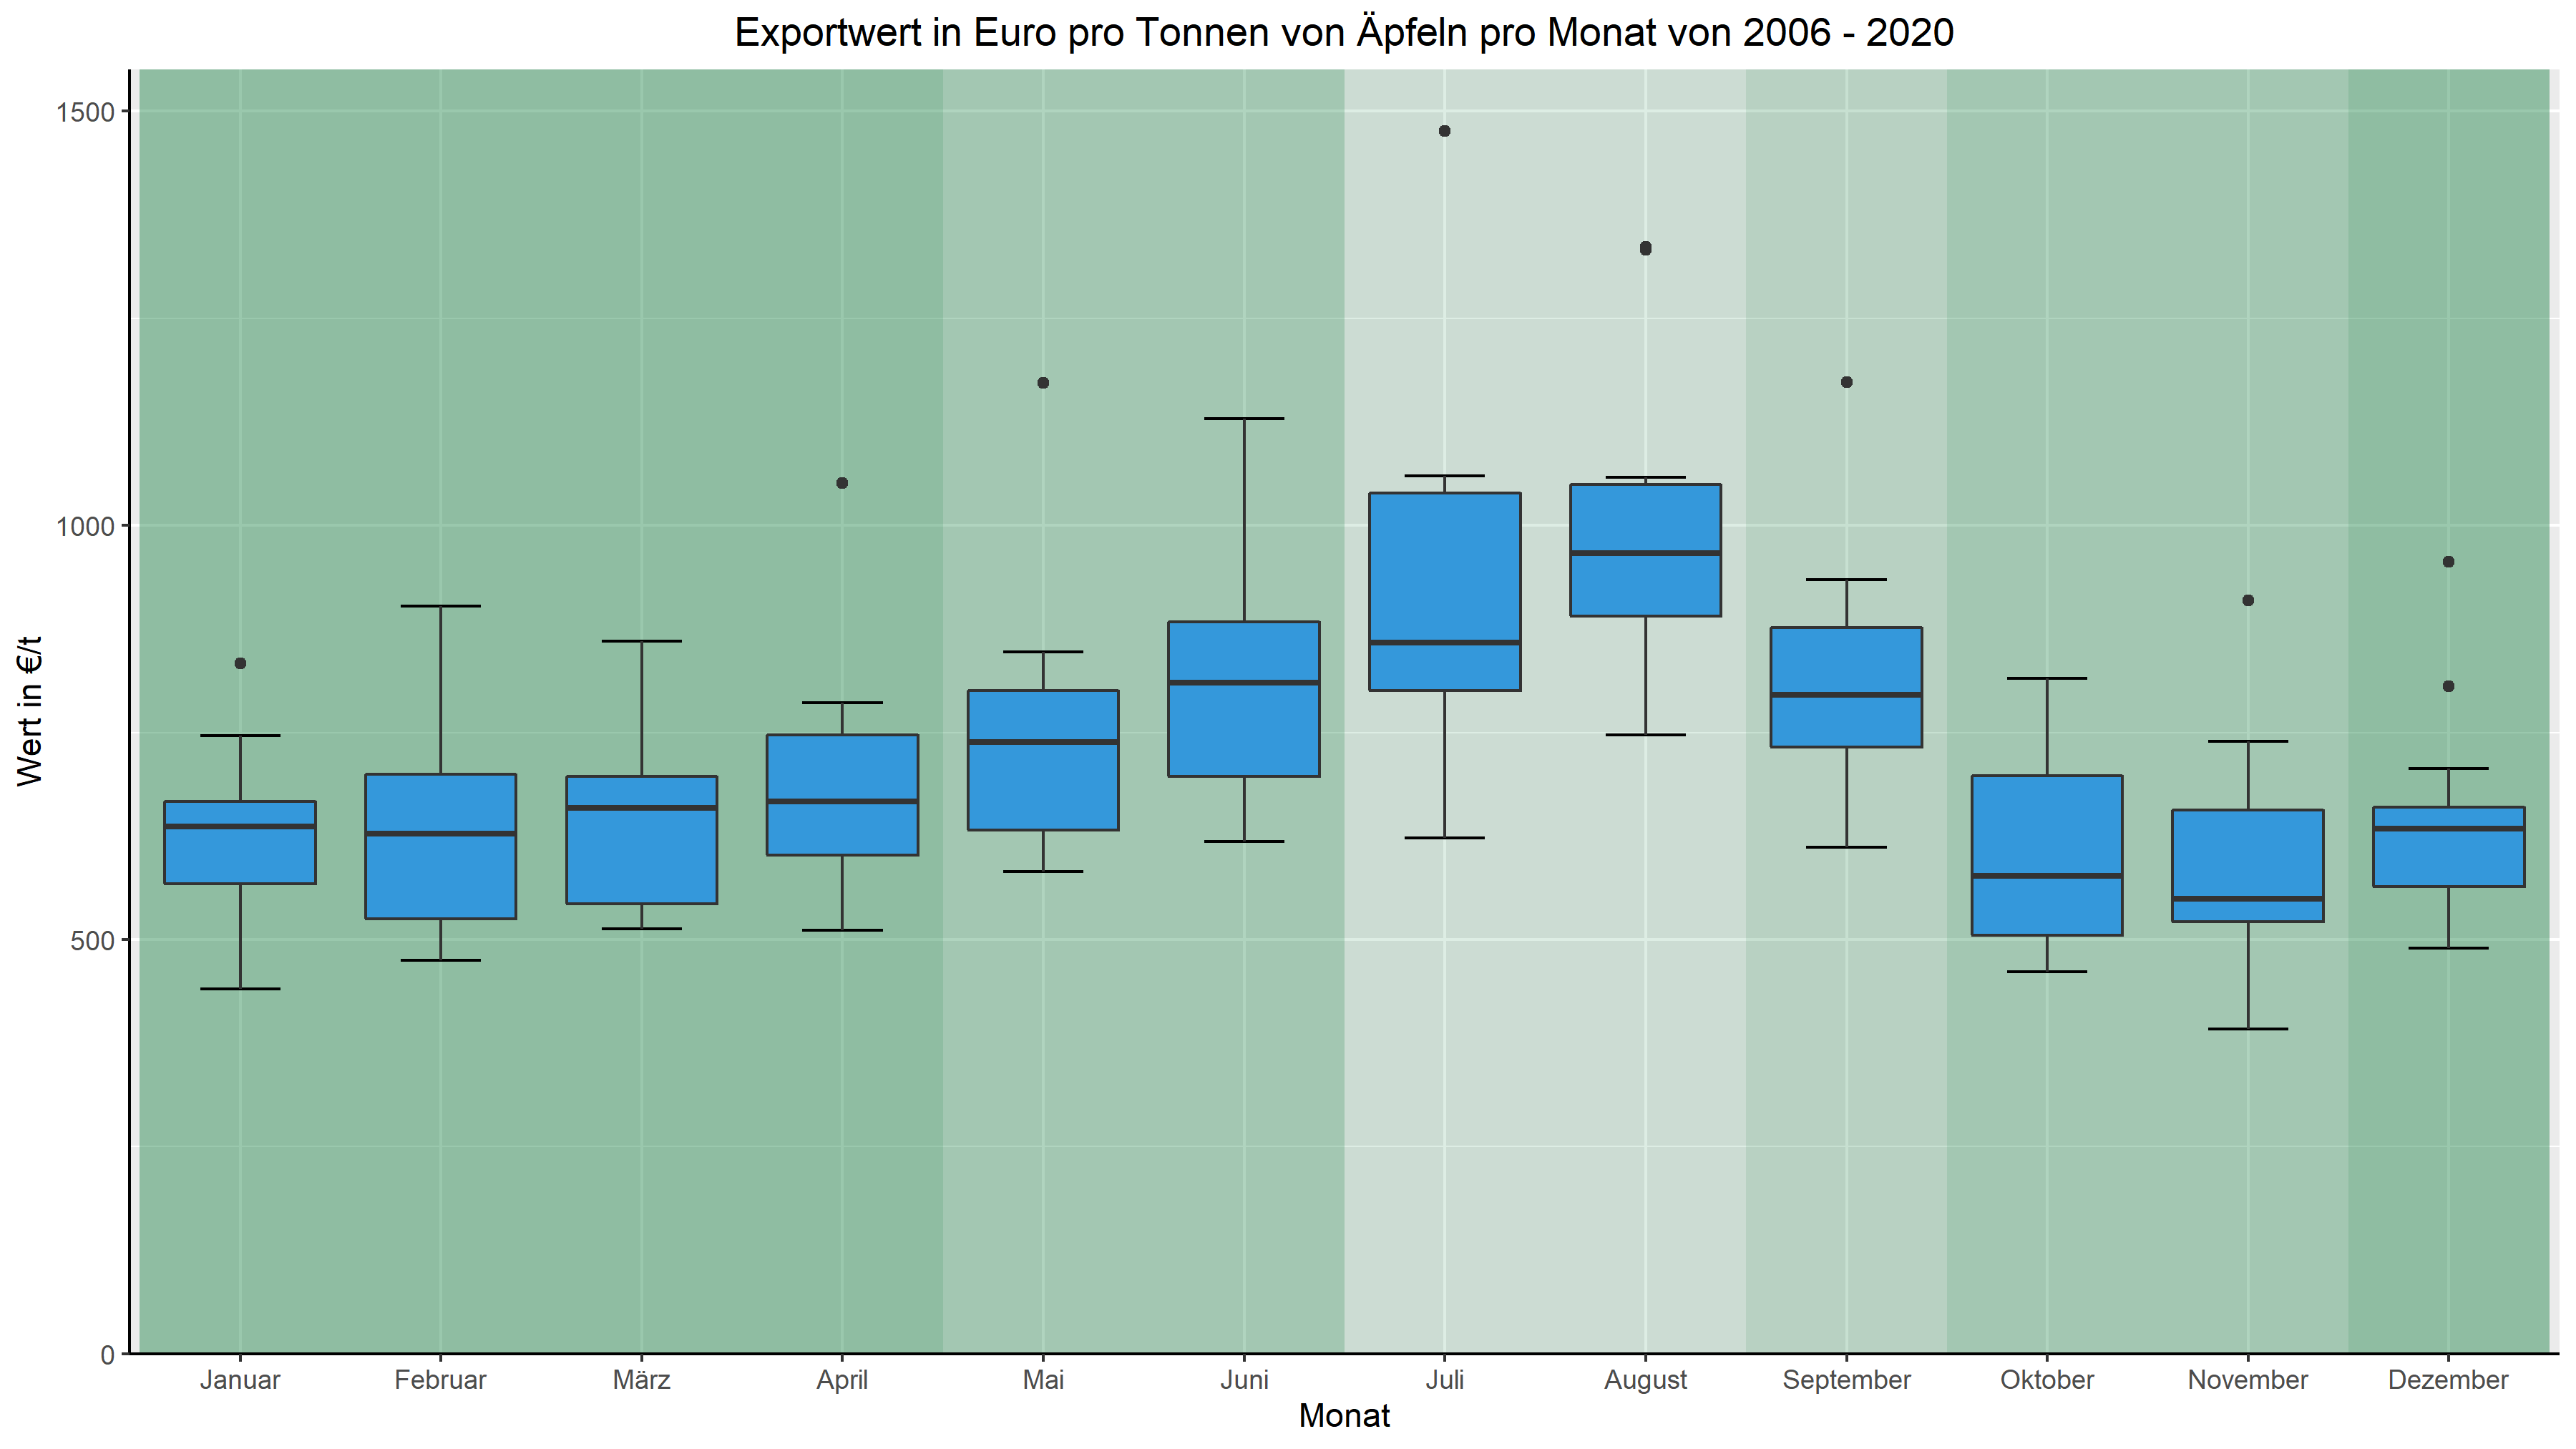 Exportwert in Euro pro Tonnen von Äpfeln pro Monat von 2006 - 2020
Wert in €/t
1500
1000
500
0
Januar Februar März April Mai Juni Juli August September Oktober November Dezember
Monat